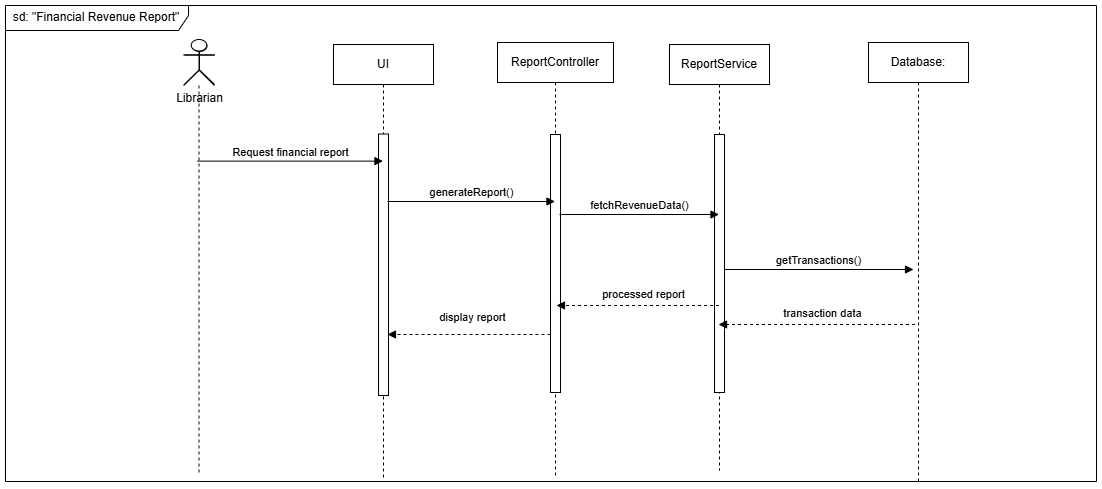 sd: "Financial Revenue Report"
Librarian
UI
ReportController
ReportService
Database:
Request financial report
generateReport()
fetchRevenueData()
getTransactions()
processed report
transaction data
display report